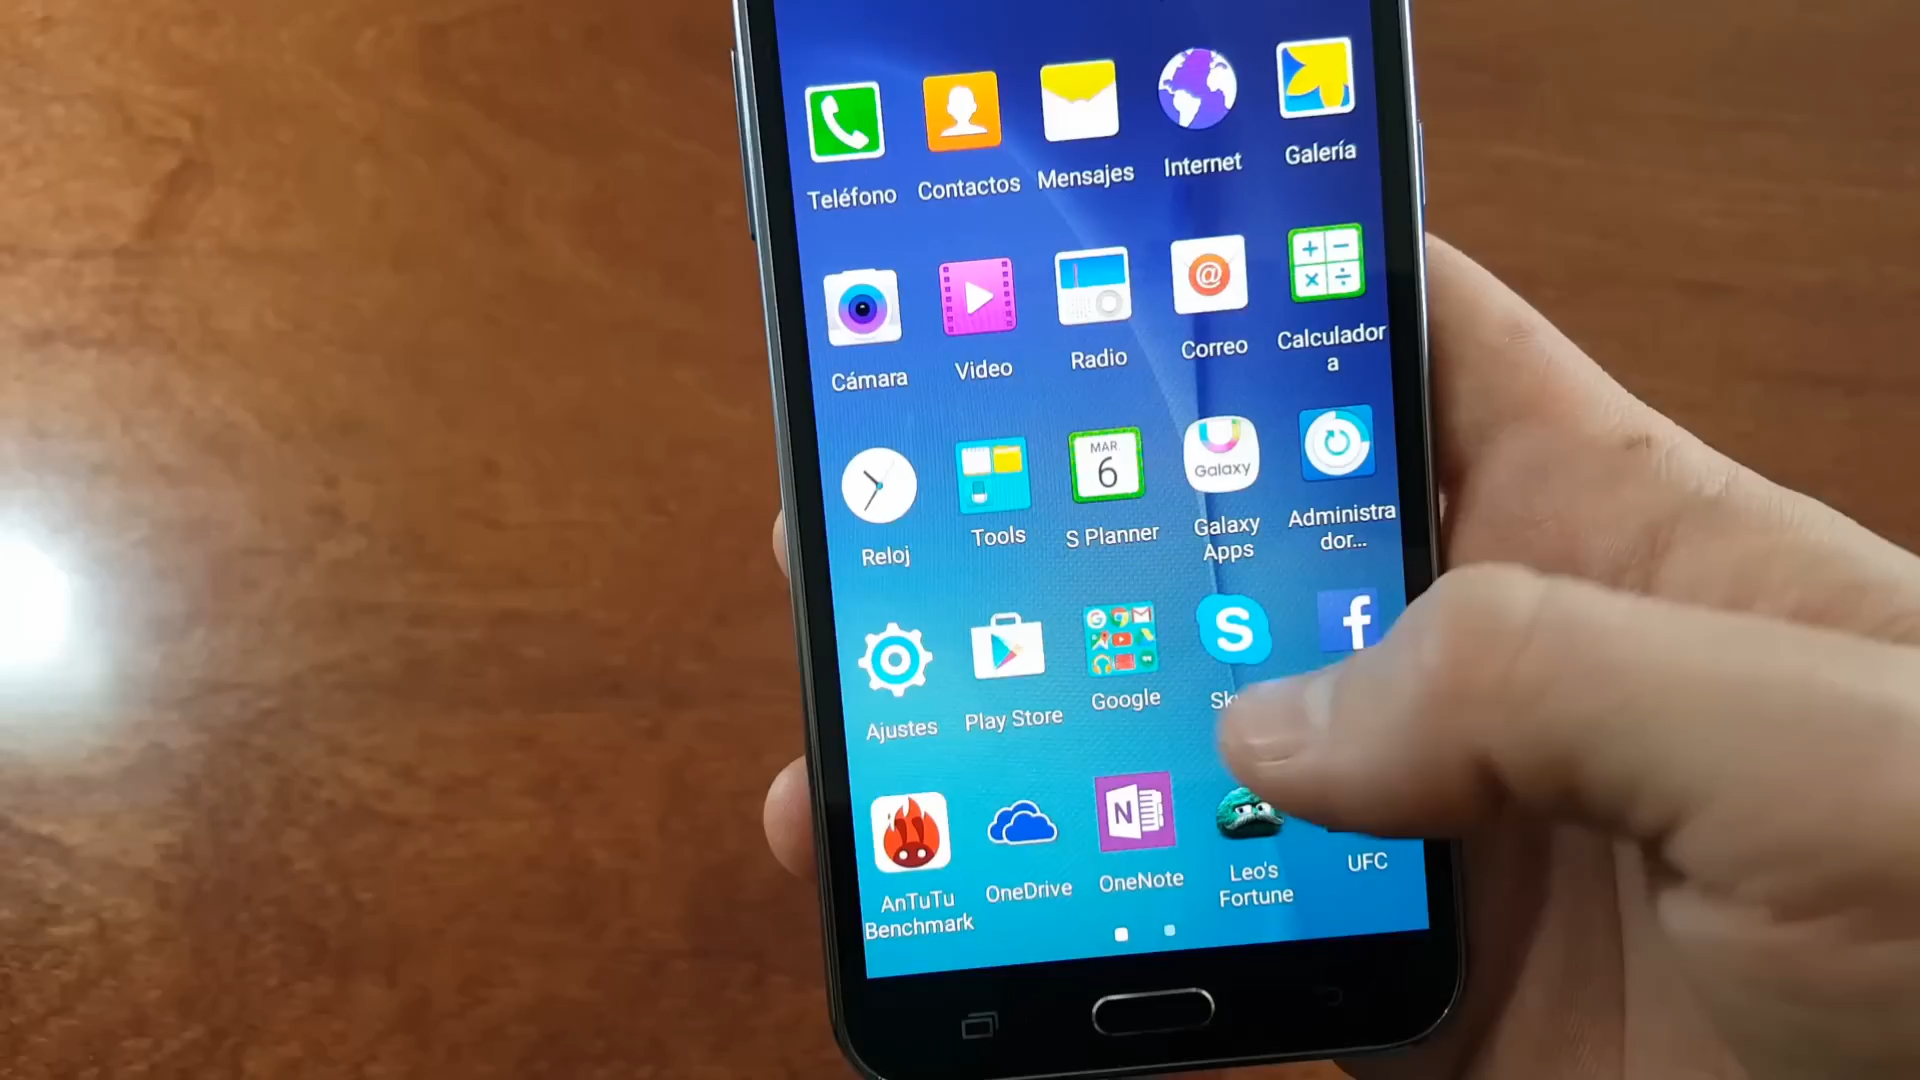 Teléfono
Contactos
Mensajes
Internet
Galería
Cámara
Video
Radio
@
Correo
Calculador
a
Reloj
Tools
MAR
6
S Planner
Galaxy
Galaxy
Apps
Administra
dor...
Ajustes
Play Store
Google
S
Sk
f
AnTuTu
Benchmark
OneDrive
N
OneNote
Leo's
Fortune
UFC